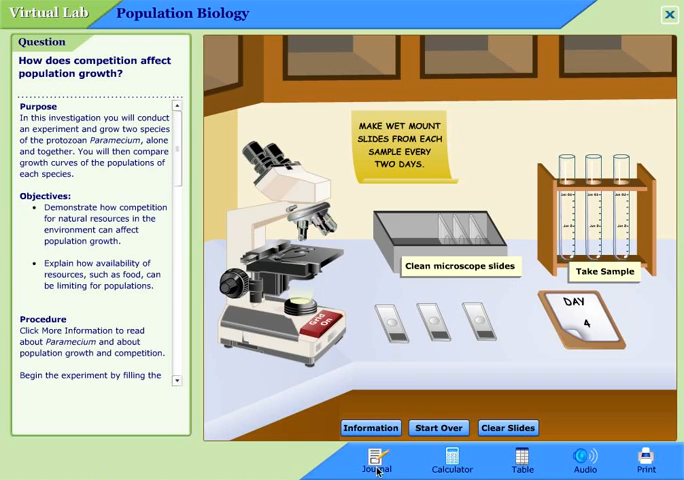 Virtual Lab
Population Biology
Question
How does competition affect
population growth?
Purpose
In this investigation you will conduct
an experiment and grow two species
of the protozoan Paramecium, alone
and together. You will then compare
growth curves of the populations of
each species.
Objectives:
• Demonstrate how competition
for natural resources in the
environment can affect
population growth.
• Explain how availability of
resources, such as food, can
be limiting for populations.
Procedure
Click More Information to read
about Paramecium and about
population growth and competition.
Begin the experiment by filling the
MAKE WET MOUNT
SLIDES FROM EACH
SAMPLE EVERY
TWO DAYS.
Clean microscope slides
Take Sample
DAY
4
Information
Start Over
Clear Slides
Journal
Calculator
Table
Audio
Print